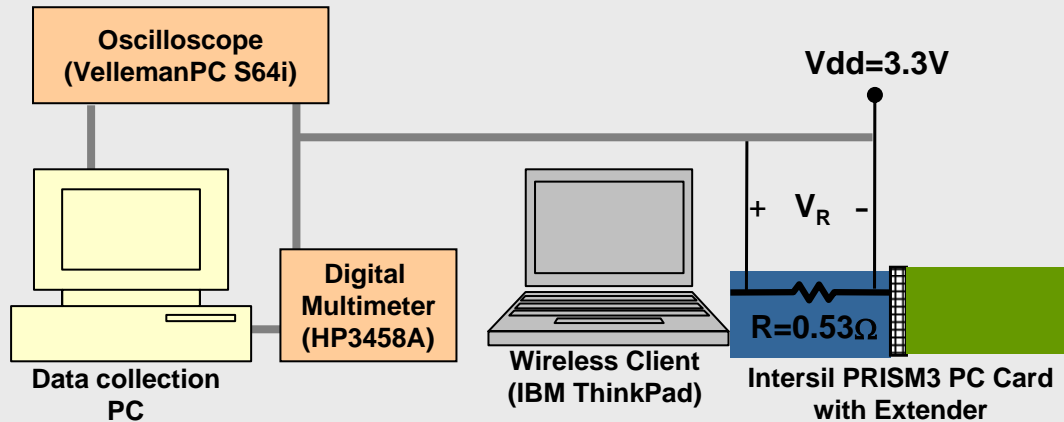 Oscilloscope
(VellemanPC S64i)
Vdd=3.3V
+ V_R -
Digital
Multimeter
(HP3458A)
R=0.53Ω
Data collection
PC
Wireless Client
(IBM ThinkPad)
Intersil PRISM3 PC Card
with Extender